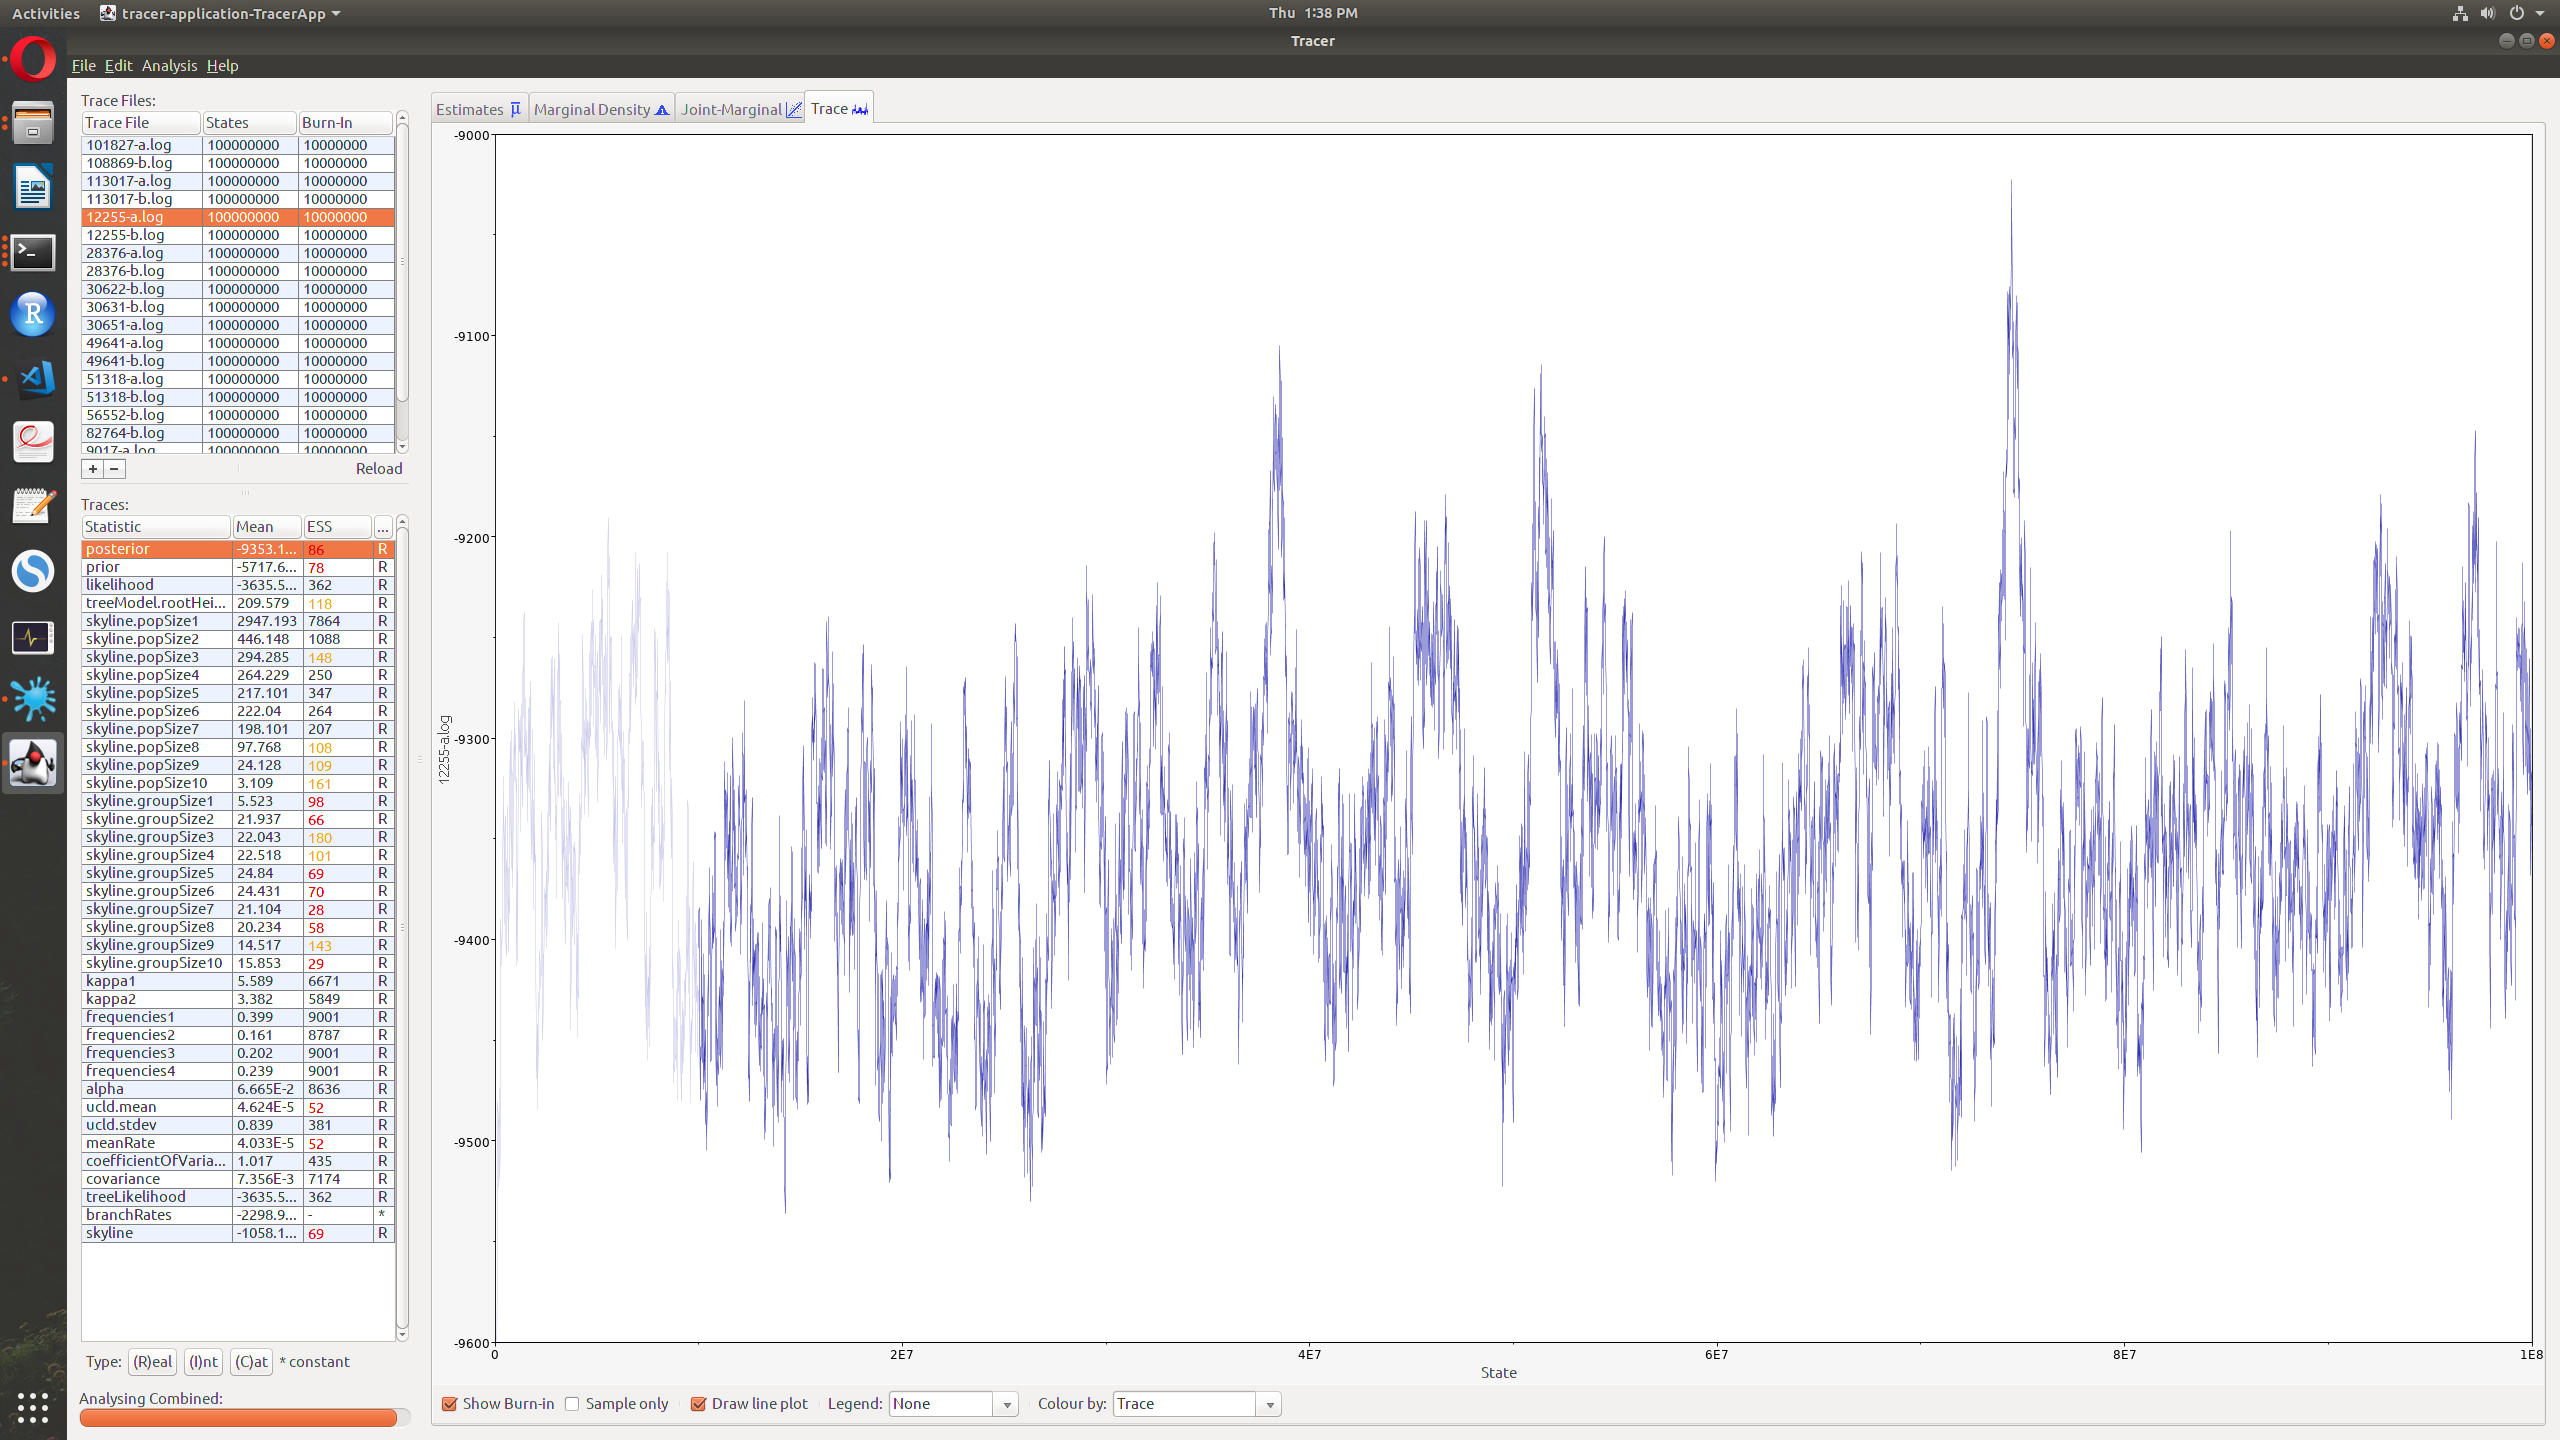 Activities tracer-application-TracerApp Thu 1:38 PM
Tracer
File Edit Analysis Help
Trace Files:
Trace File States Burn-In
101827-a.log 100000000 10000000
108869-b.log 100000000 10000000
113017-a.log 100000000 10000000
113017-b.log 100000000 10000000
12255-a.log 100000000 10000000
12255-b.log 100000000 10000000
28376-a.log 100000000 10000000
28376-b.log 100000000 10000000
30622-b.log 100000000 10000000
30631-b.log 100000000 10000000
30651-a.log 100000000 10000000
49641-a.log 100000000 10000000
49641-b.log 100000000 10000000
51318-a.log 100000000 10000000
51318-b.log 100000000 10000000
56552-b.log 100000000 10000000
82764-b.log 100000000 10000000
9017-a.log 100000000 10000000
+ − Reload
Traces:
Statistic Mean ESS ...
posterior -9353.1... 86 R
prior -5717.6... 78 R
likelihood -3635.5... 362 R
treeModel.rootHei... 209.579 118 R
skyline.popSize1 2947.193 7864 R
skyline.popSize2 446.148 1088 R
skyline.popSize3 294.285 148 R
skyline.popSize4 264.229 250 R
skyline.popSize5 217.101 347 R
skyline.popSize6 222.04 264 R
skyline.popSize7 198.101 207 R
skyline.popSize8 97.768 108 R
skyline.popSize9 24.128 109 R
skyline.popSize10 3.109 161 R
skyline.groupSize1 5.523 98 R
skyline.groupSize2 21.937 66 R
skyline.groupSize3 22.043 180 R
skyline.groupSize4 22.518 101 R
skyline.groupSize5 24.84 69 R
skyline.groupSize6 24.431 70 R
skyline.groupSize7 21.104 28 R
skyline.groupSize8 20.234 58 R
skyline.groupSize9 14.517 143 R
skyline.groupSize10 15.853 29 R
kappa1 5.589 6671 R
kappa2 3.382 5849 R
frequencies1 0.399 9001 R
frequencies2 0.161 8787 R
frequencies3 0.202 9001 R
frequencies4 0.239 9001 R
alpha 6.665E-2 8636 R
ucld.mean 4.624E-5 52 R
ucld.stdev 0.839 381 R
meanRate 4.033E-5 52 R
coefficientOfVaria... 1.017 435 R
covariance 7.356E-3 7174 R
treeLikelihood -3635.5... 362 R
branchRates -2298.9... - *
skyline -1058.1... 69 R
Type: (R)eal (I)nt (C)at * constant
Analysing Combined:
Estimates μ Marginal Density Joint-Marginal Trace
-9000
-9100
-9200
-9300
-9400
-9500
-9600
12255-a.log
0 2E7 4E7 6E7 8E7 1E8
State
Show Burn-in Sample only Draw line plot Legend: None Colour by: Trace